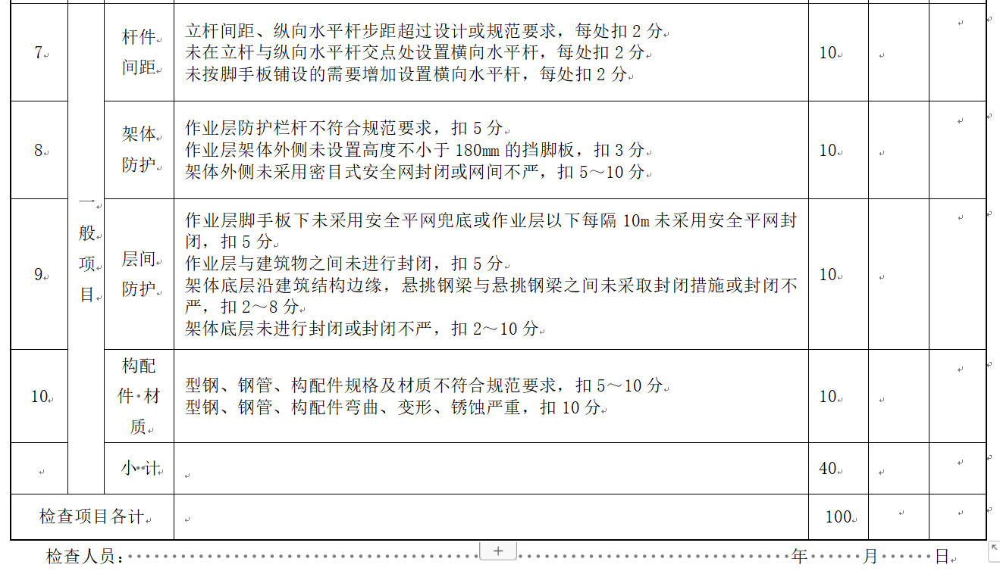 7
杆件
间距
立杆间距、纵向水平杆步距超过设计或规范要求，每处扣 2 分
未在立杆与纵向水平杆交点处设置横向水平杆，每处扣 2 分
未按脚手板铺设的需要增加设置横向水平杆，每处扣 2 分
10
8
架体
防护
作业层防护栏杆不符合规范要求，扣 5 分
作业层架体外侧未设置高度不小于 180mm 的挡脚板，扣 3 分
架体外侧未采用密目式安全网封闭或网间不严，扣 5～10 分
10
一
般
项
目
9
层间
防护
作业层脚手板下未采用安全平网兜底或作业层以下每隔 10m 未采用安全平网封
闭，扣 5 分
作业层与建筑物之间未进行封闭，扣 5 分
架体底层沿建筑结构边缘，悬挑钢梁与悬挑钢梁之间未采取封闭措施或封闭不
严，扣 2～8 分
架体底层未进行封闭或封闭不严，扣 2～10 分
10
10
构配
件 材
质
型钢、钢管、构配件规格及材质不符合规范要求，扣 5～10 分
型钢、钢管、构配件弯曲、变形、锈蚀严重，扣 10 分
10
小 计
40
检查项目各计
100
检查人员： 年 月 日